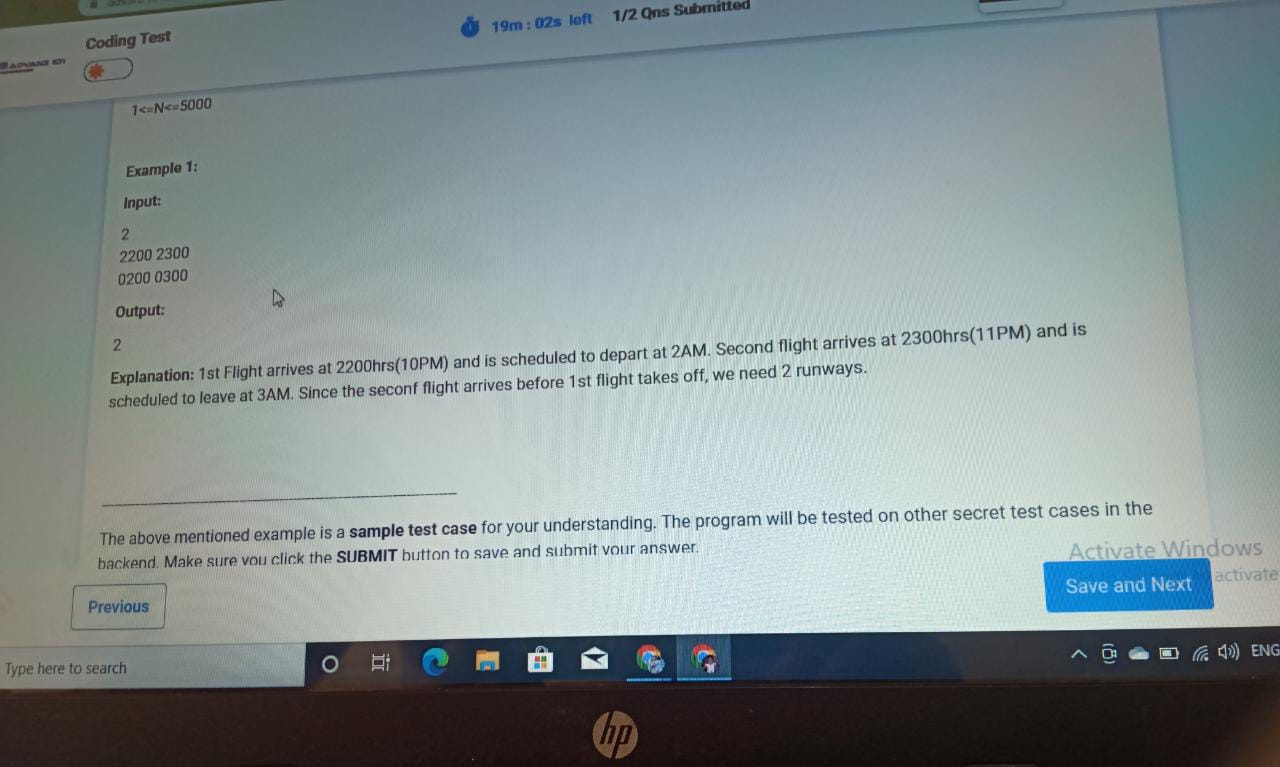 19m : 02s left 1/2 Qns Submitted
Coding Test
1<=N<=5000
Example 1:
Input:
2
2200 2300
0200 0300
Output:
2
Explanation: 1st Flight arrives at 2200hrs(10PM) and is scheduled to depart at 2AM. Second flight arrives at 2300hrs(11PM) and is
scheduled to leave at 3AM. Since the seconf flight arrives before 1st flight takes off, we need 2 runways.
The above mentioned example is a sample test case for your understanding. The program will be tested on other secret test cases in the
backend. Make sure you click the SUBMIT button to save and submit your answer.
Activate Windows
activate
Previous
Save and Next
Type here to search
ENG
hp